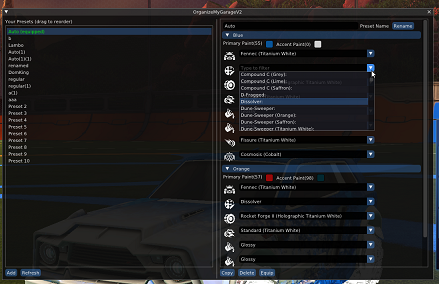 OrganizeMyGarageV2
Your Presets (drag to reorder)
Auto (equipped)
b
Lambo
Auto(1)
Auto(1)(1)
renamed
DomiKng
regular
regular(1)
a(1)
aaa
Preset 2
Preset 3
Preset 4
Preset 5
Preset 6
Preset 7
Preset 8
Preset 9
Preset 10
Add
Refresh
Auto
Preset Name
Rename
Blue
Primary Paint(55)
Accent Paint(0)
Fennec (Titanium White)
Type to filter
Compound C (Grey):
Compound C (Lime):
Compound C (Saffron):
D-Frogged:
Dissolver:
Dune-Sweeper:
Dune-Sweeper (Orange):
Dune-Sweeper (Saffron):
Dune-Sweeper (Titanium White):
Fissure (Titanium White)
Cosmosis (Cobalt)
Orange
Primary Paint(57)
Accent Paint(98)
Fennec (Titanium White)
Dissolver
Rocket Forge II (Holographic Titanium White)
Standard (Titanium White)
Glossy
Glossy
Copy
Delete
Equip